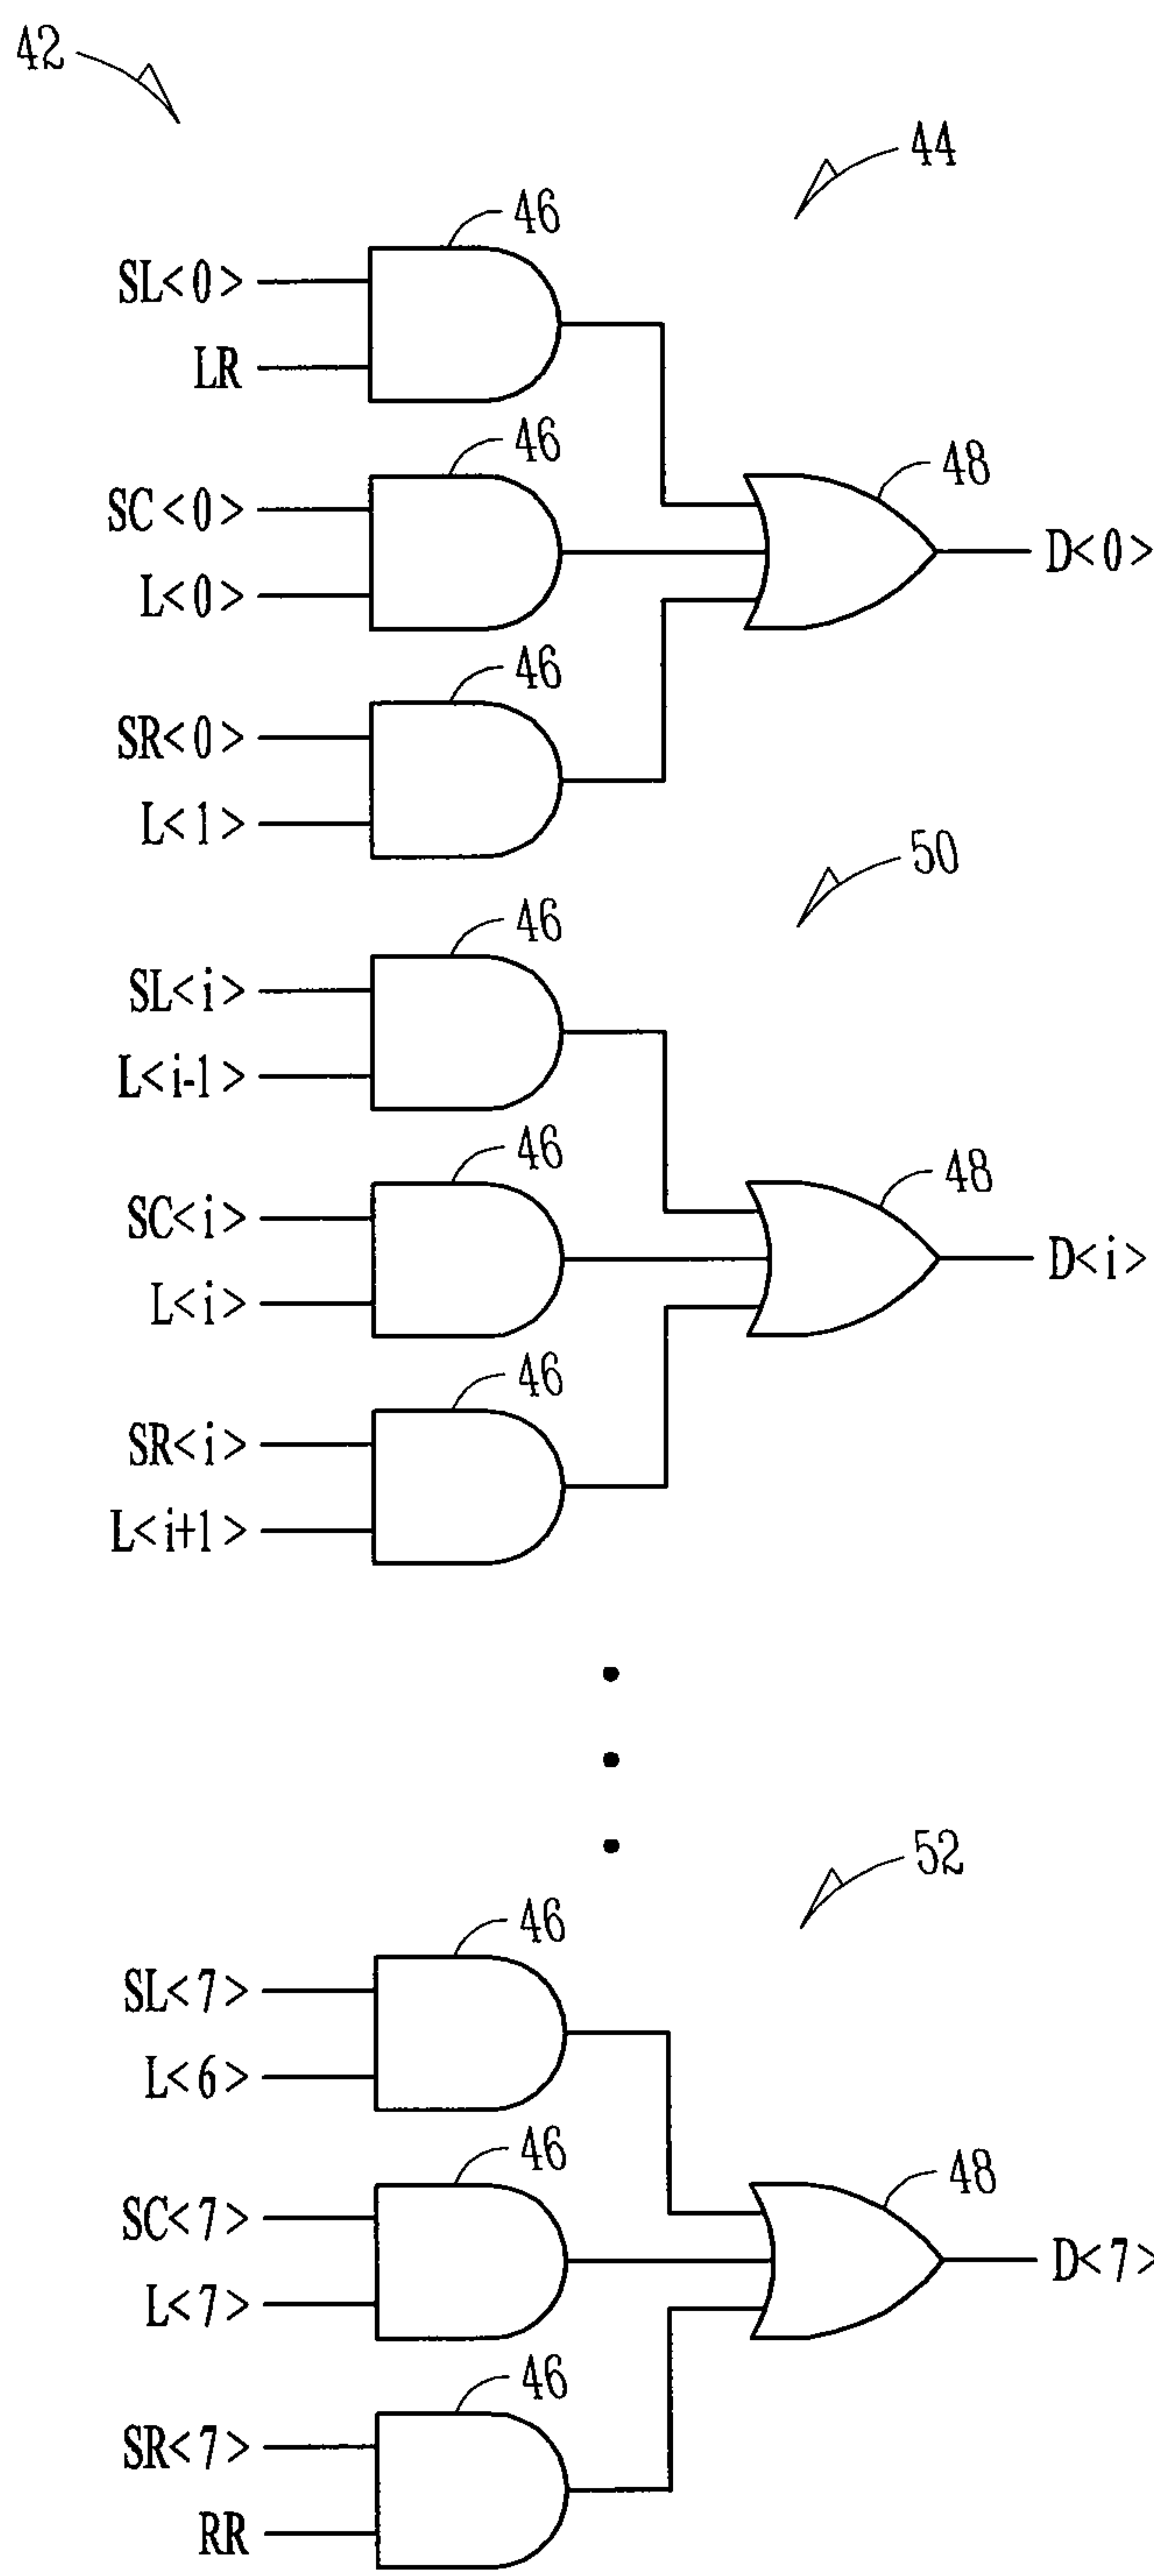 42
44
46
SL<0>
LR
46
SC<0>
L<0>
48
D<0>
46
SR<0>
L<1>
50
46
SL<i>
L<i-1>
46
SC<i>
L<i>
48
D<i>
46
SR<i>
L<i+1>
52
46
SL<7>
L<6>
46
SC<7>
L<7>
48
D<7>
46
SR<7>
RR